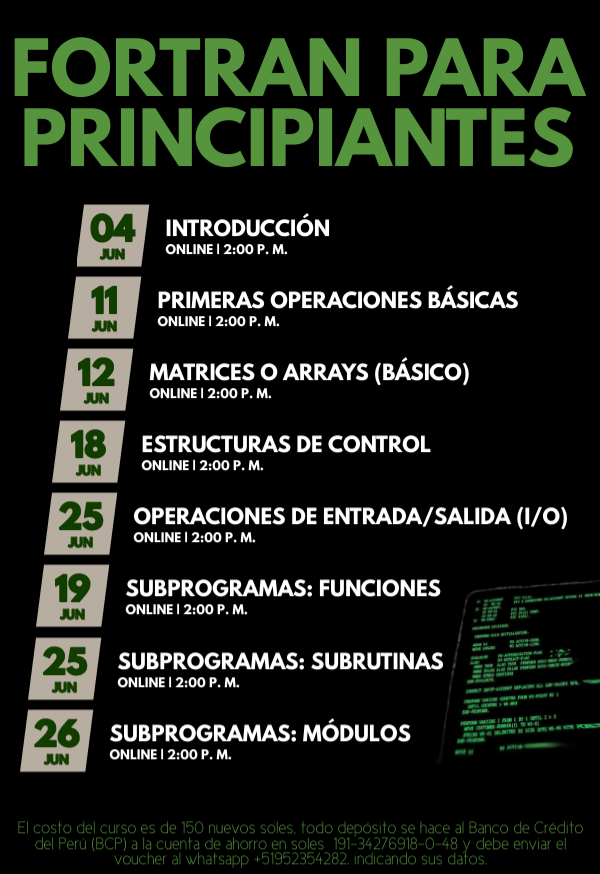 FORTRAN PARA
PRINCIPIANTES
04
JUN
INTRODUCCIÓN
ONLINE | 2:00 P. M.
11
JUN
PRIMERAS OPERACIONES BÁSICAS
ONLINE | 2:00 P. M.
12
JUN
MATRICES O ARRAYS (BÁSICO)
ONLINE | 2:00 P. M.
18
JUN
ESTRUCTURAS DE CONTROL
ONLINE | 2:00 P. M.
25
JUN
OPERACIONES DE ENTRADA/SALIDA (I/O)
ONLINE | 2:00 P. M.
19
JUN
SUBPROGRAMAS: FUNCIONES
ONLINE | 2:00 P. M.
25
JUN
SUBPROGRAMAS: SUBRUTINAS
ONLINE | 2:00 P. M.
26
JUN
SUBPROGRAMAS: MÓDULOS
ONLINE | 2:00 P. M.
El costo del curso es de 150 nuevos soles, todo depósito se hace al Banco de Crédito
del Perú (BCP) a la cuenta de ahorro en soles 191-34276918-0-48 y debe enviar el
voucher al whatsapp +51952354282. indicando sus datos.